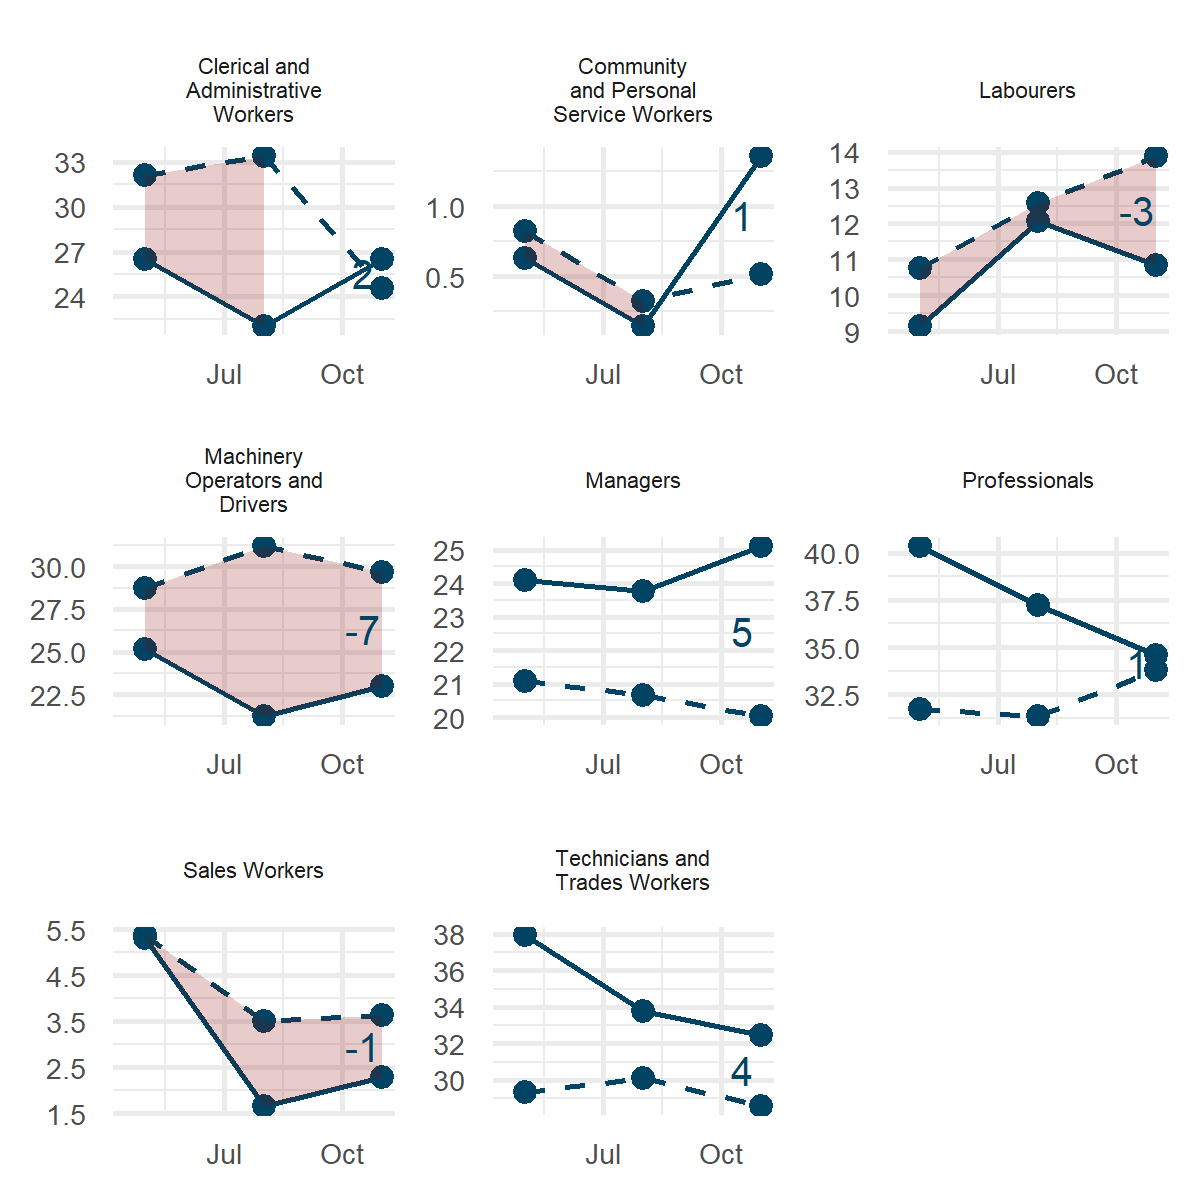 Clerical and
Administrative
Workers
33
30
27
24
2
Jul Oct
Community
and Personal
Service Workers
1.0
0.5
1
Jul Oct
Labourers
14
13
12
11
10
9
-3
Jul Oct
Machinery
Operators and
Drivers
30.0
27.5
25.0
22.5
-7
Jul Oct
Managers
25
24
23
22
21
20
5
Jul Oct
Professionals
40.0
37.5
35.0
32.5
1
Jul Oct
Sales Workers
5.5
4.5
3.5
2.5
1.5
-1
Jul Oct
Technicians and
Trades Workers
38
36
34
32
30
4
Jul Oct